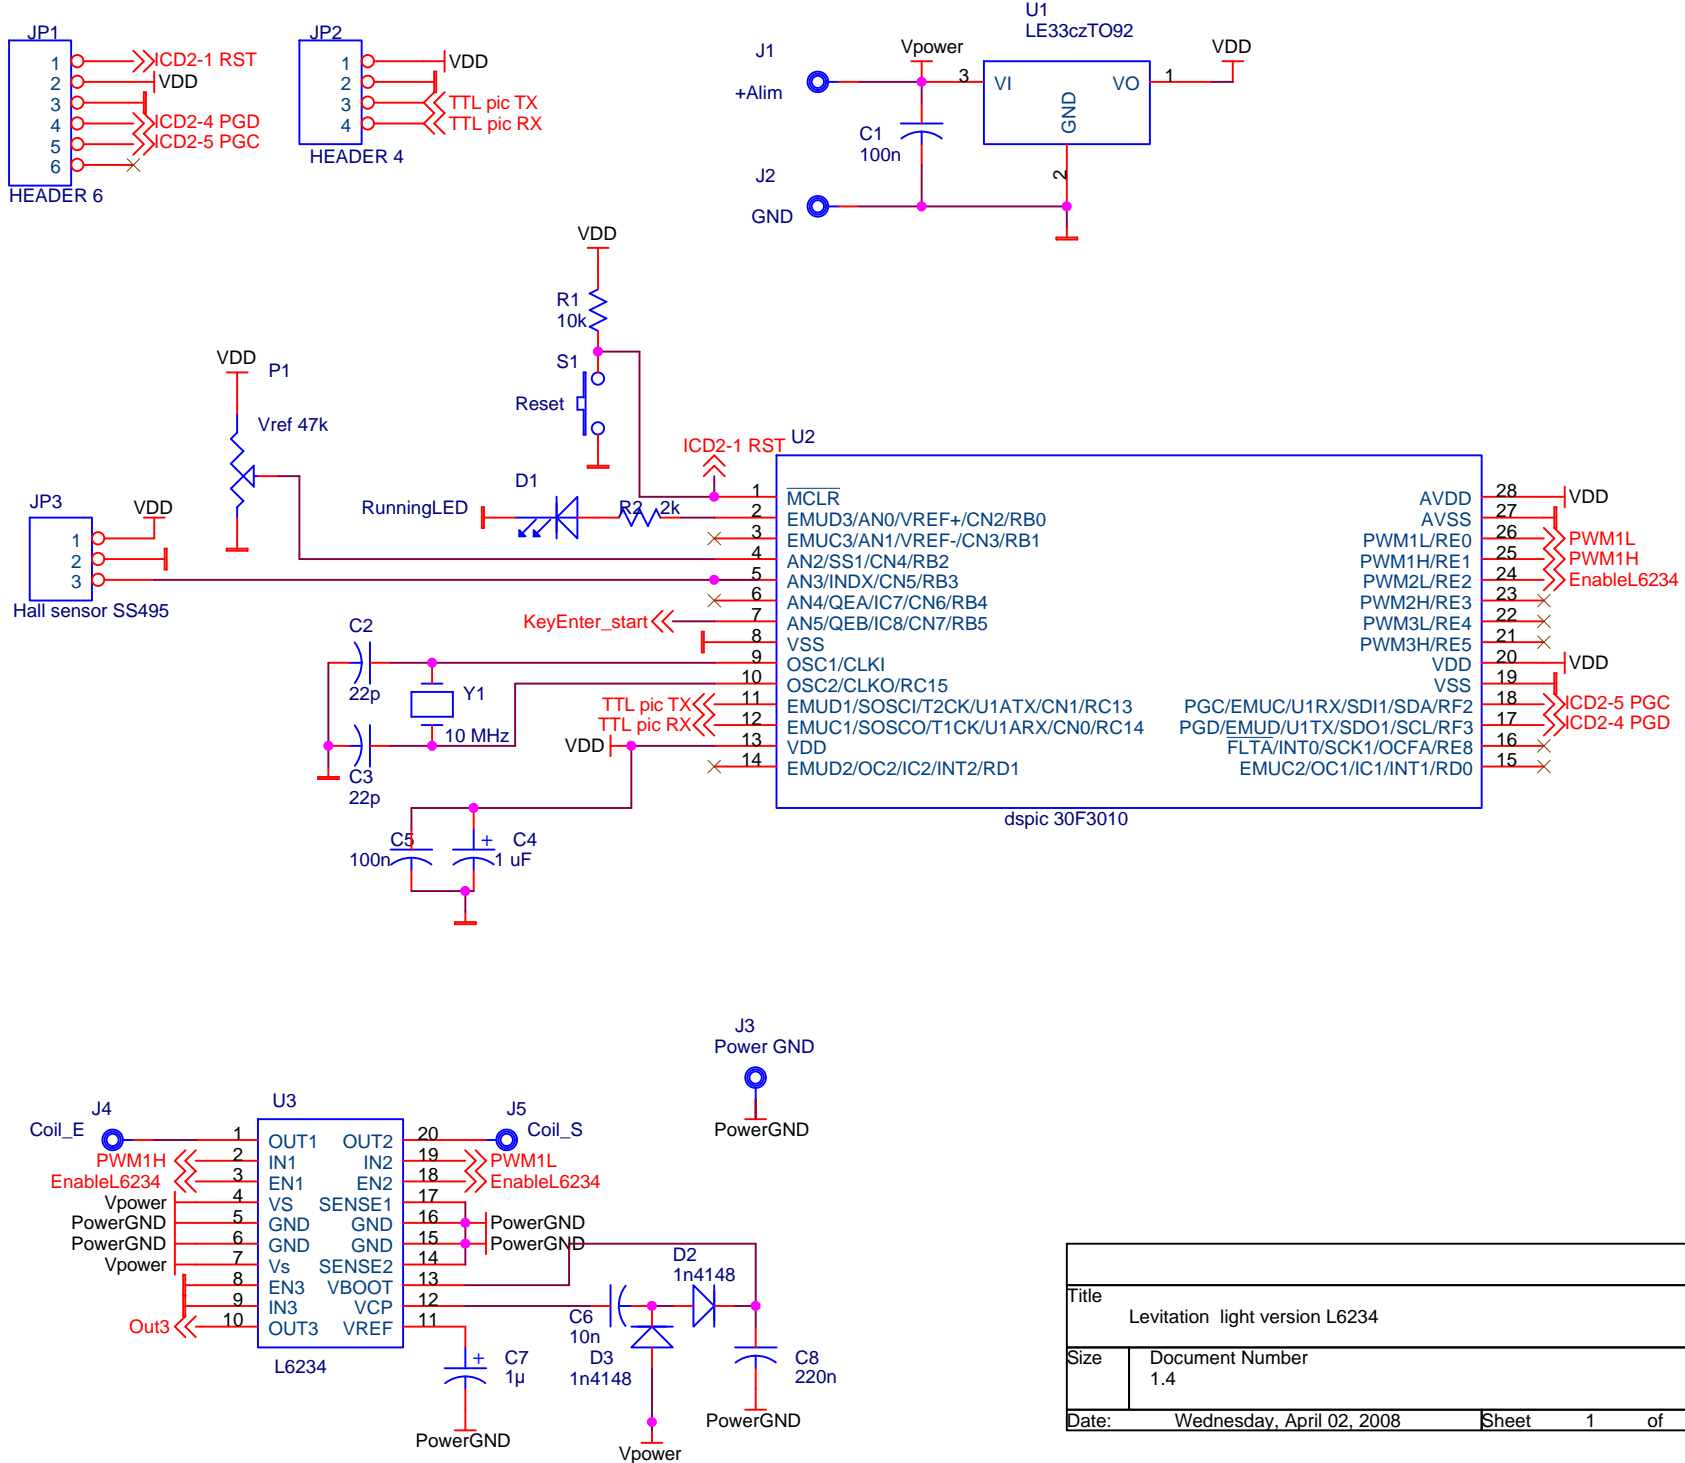 JP1
1
2
3
4
5
6
ICD2-1 RST
VDD
ICD2-4 PGD
ICD2-5 PGC
HEADER 6
JP2
1
2
3
4
VDD
TTL pic TX
TTL pic RX
HEADER 4
J1
+Alim
Vpower
C1
100n
J2
GND
U1
LE33czTO92
3
VI
VO
1
GND
2
VDD
VDD
R1
10k
S1
Reset
VDD
P1
Vref 47k
JP3
VDD
1
2
3
Hall sensor SS495
D1
RunningLED
R2
2k
ICD2-1 RST
U2
1
MCLR
2
EMUD3/AN0/VREF+/CN2/RB0
3
EMUC3/AN1/VREF-/CN3/RB1
4
AN2/SS1/CN4/RB2
5
AN3/INDX/CN5/RB3
6
AN4/QEA/IC7/CN6/RB4
KeyEnter_start
7
AN5/QEB/IC8/CN7/RB5
8
VSS
9
OSC1/CLKI
10
OSC2/CLKO/RC15
TTL pic TX
11
EMUD1/SOSCI/T2CK/U1ATX/CN1/RC13
TTL pic RX
12
EMUC1/SOSCO/T1CK/U1ARX/CN0/RC14
VDD
13
VDD
14
EMUD2/OC2/IC2/INT2/RD1
AVDD
28
VDD
AVSS
27
PWM1L/RE0
26
PWM1L
PWM1H/RE1
25
PWM1H
PWM2L/RE2
24
EnableL6234
PWM2H/RE3
23
PWM3L/RE4
22
PWM3H/RE5
21
VDD
20
VDD
VSS
19
PGC/EMUC/U1RX/SDI1/SDA/RF2
18
ICD2-5 PGC
PGD/EMUD/U1TX/SDO1/SCL/RF3
17
ICD2-4 PGD
FLTA/INT0/SCK1/OCFA/RE8
16
EMUC2/OC1/IC1/INT1/RD0
15
dspic 30F3010
C2
22p
Y1
10 MHz
C3
22p
C5
100n
+
C4
1 uF
J3
Power GND
PowerGND
J4
Coil_E
U3
J5
Coil_S
1
OUT1
OUT2
20
PWM1H
2
IN1
IN2
19
PWM1L
EnableL6234
3
EN1
EN2
18
EnableL6234
Vpower
4
VS
SENSE1
17
PowerGND
5
GND
GND
16
PowerGND
PowerGND
6
GND
GND
15
PowerGND
Vpower
7
Vs
SENSE2
14
8
EN3
VBOOT
13
9
IN3
VCP
12
Out3
10
OUT3
VREF
11
L6234
+
C7
1µ
PowerGND
C6
10n
D2
1n4148
D3
1n4148
Vpower
C8
220n
PowerGND
Title
Levitation light version L6234
Size
Document Number
1.4
Date:
Wednesday, April 02, 2008
Sheet
1
of